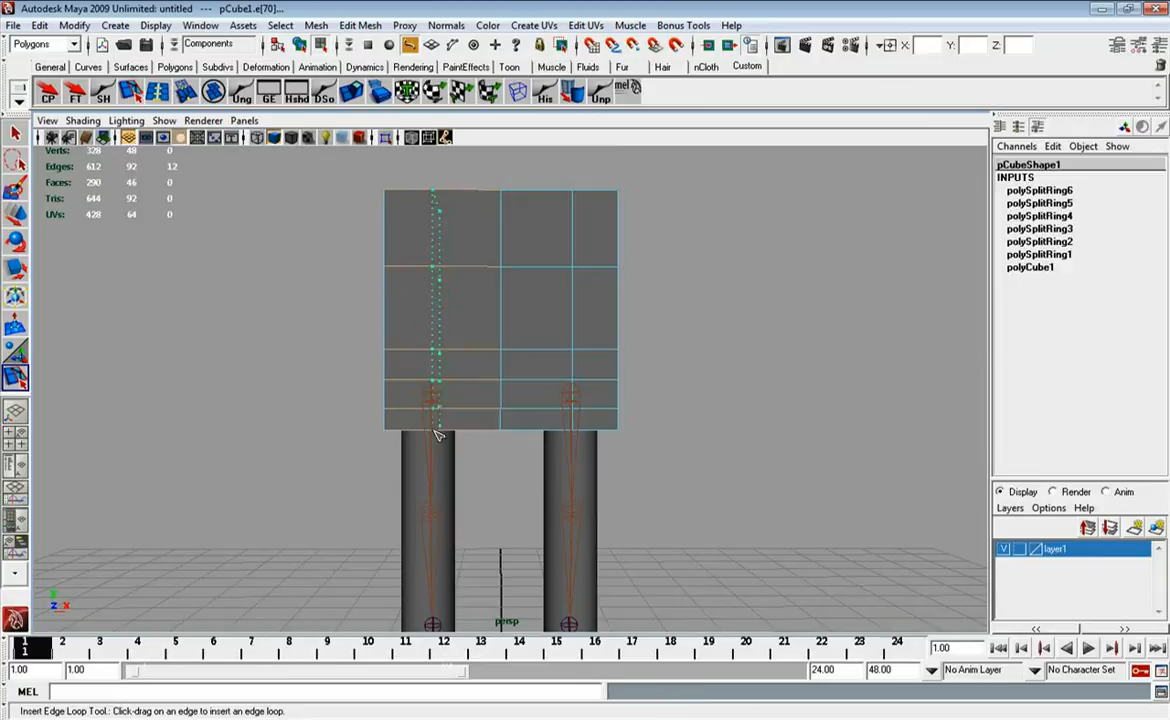 Autodesk Maya 2009 Unlimited: untitled - pCube1.e[70]...
File Edit Modify Create Display Window Assets Select Mesh Edit Mesh Proxy Normals Color Create UVs Edit UVs Muscle Bonus Tools Help
Polygons Components X: Y: Z:
General Curves Surfaces Polygons Subdivs Deformation Animation Dynamics Rendering PaintEffects Toon Muscle Fluids Fur Hair nCloth Custom
CP FT SH Ung GE Hshd DSo His Unp mel
View Shading Lighting Show Renderer Panels
Verts: 328 48 0
Edges: 612 92 12
Faces: 290 46 0
Tris: 644 92 0
UVs: 428 64 0
Channels Edit Object Show
pCubeShape1
INPUTS
polySplitRing6
polySplitRing5
polySplitRing4
polySplitRing3
polySplitRing2
polySplitRing1
polyCube1
Display Render Anim
Layers Options Help
V layer1
<< >>
y
z x
persp
1 2 3 4 5 6 7 8 9 10 11 12 13 14 15 16 17 18 19 20 21 22 23 24 1.00
1
1.00 1.00 24.00 48.00 No Anim Layer No Character Set
MEL
Insert Edge Loop Tool: Click-drag on an edge to insert an edge loop.